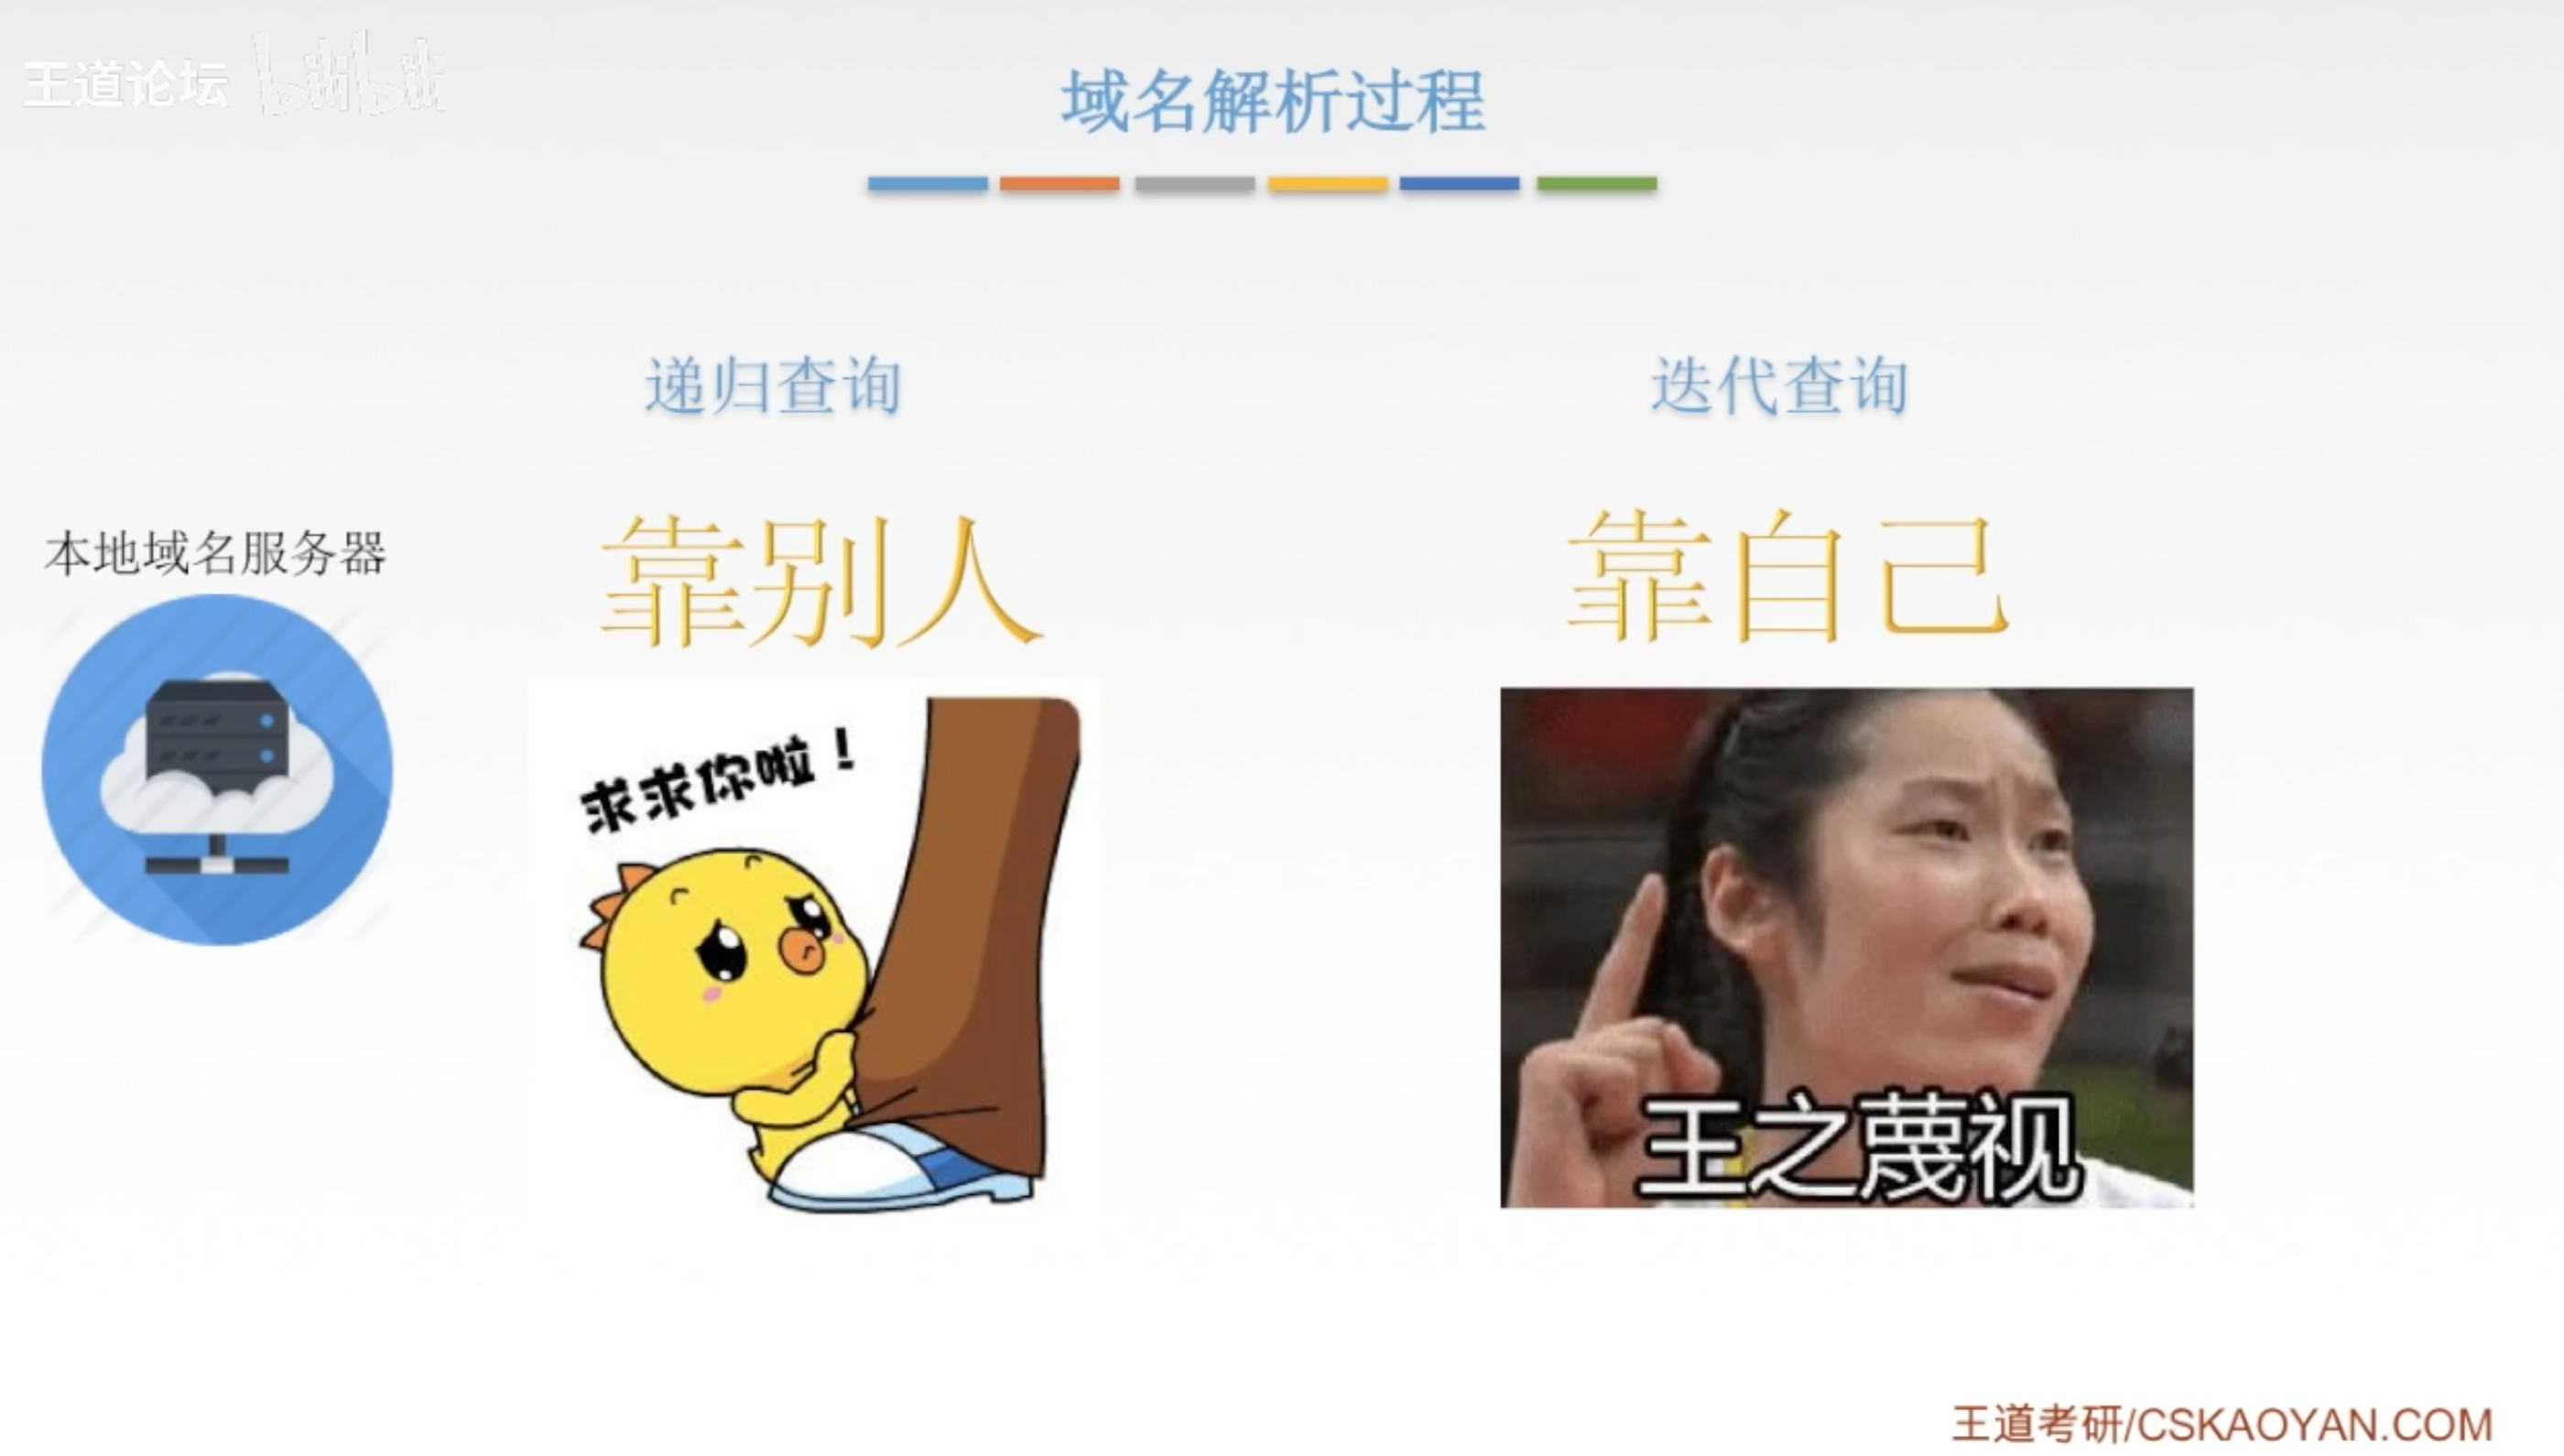 王道论坛 bilibili
域名解析过程
递归查询
迭代查询
本地域名服务器
靠别人
靠自己
求求你啦！
王之蔑视
王道考研/CSKAOYAN.COM